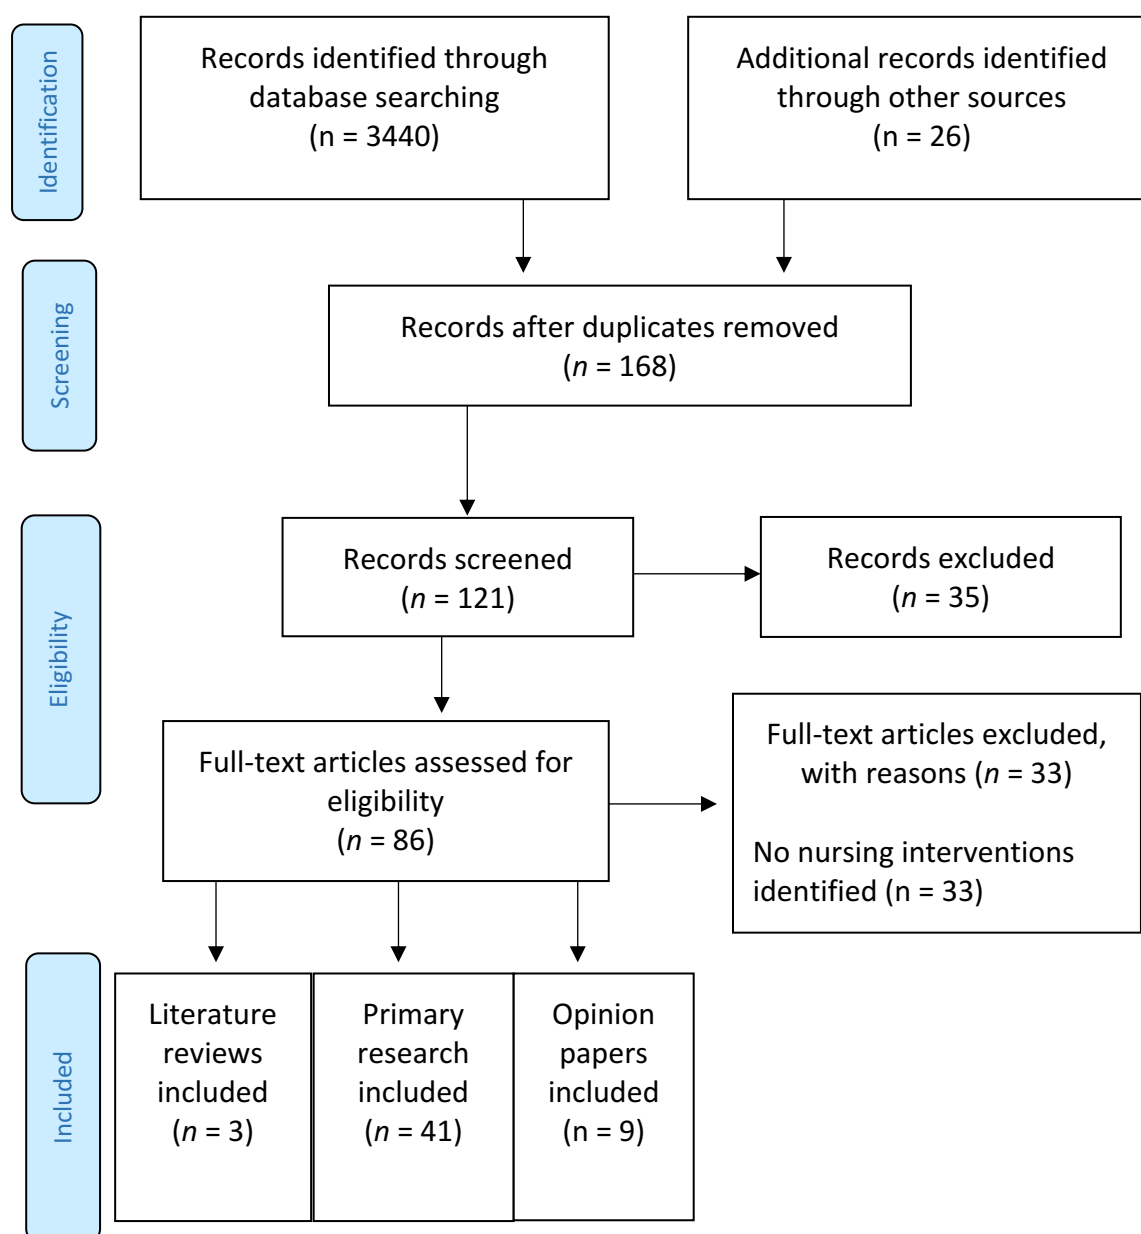 Identification
Records identified through
database searching
(n = 3440)
Additional records identified
through other sources
(n = 26)
Screening
Records after duplicates removed
(n = 168)
Eligibility
Records screened
(n = 121)
Records excluded
(n = 35)
Full-text articles assessed for
eligibility
(n = 86)
Full-text articles excluded,
with reasons (n = 33)
No nursing interventions
identified (n = 33)
Included
Literature
reviews
included
(n = 3)
Primary
research
included
(n = 41)
Opinion
papers
included
(n = 9)